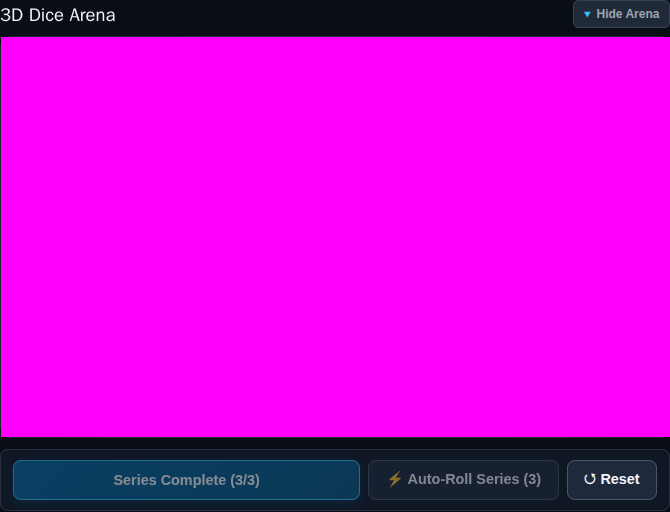 3D Dice Arena
▼ Hide Arena
Series Complete (3/3)
⚡ Auto-Roll Series (3)
↺ Reset